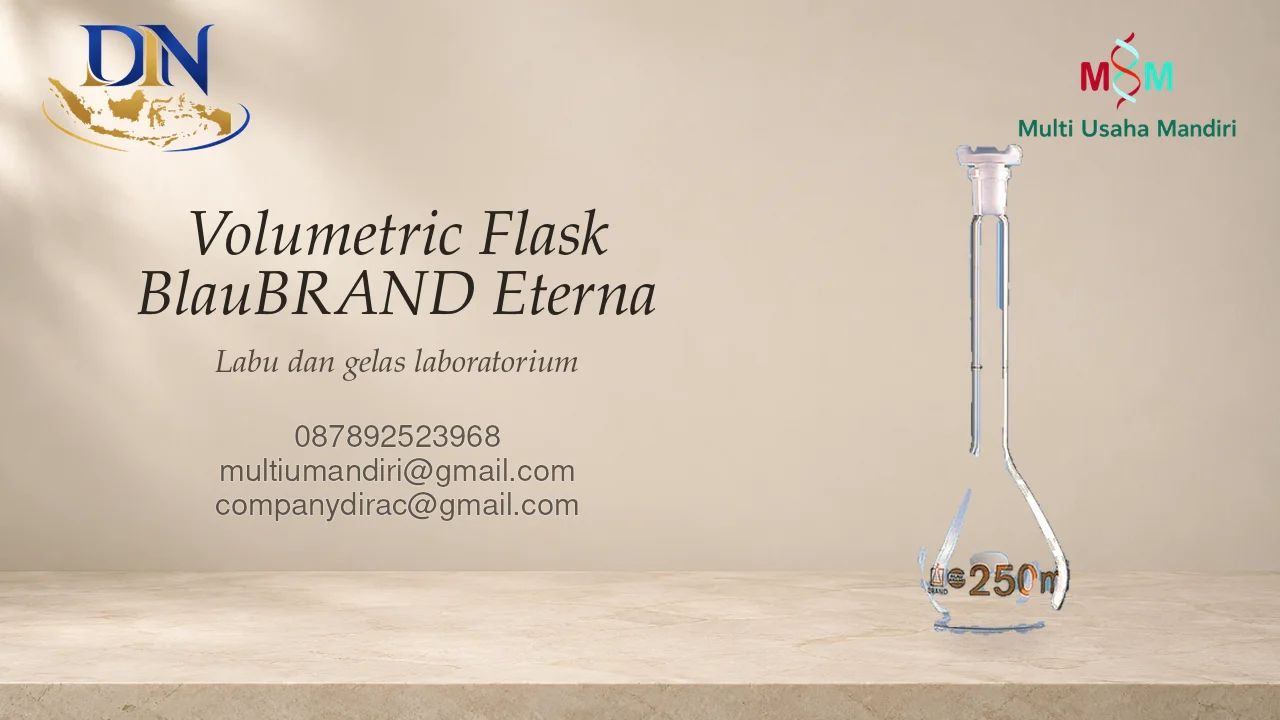 DN
M M
Multi Usaha Mandiri
Volumetric Flask
BlauBRAND Eterna
Labu dan gelas laboratorium
087892523968
multiumandiri@gmail.com
companydirac@gmail.com
BRAND
250m